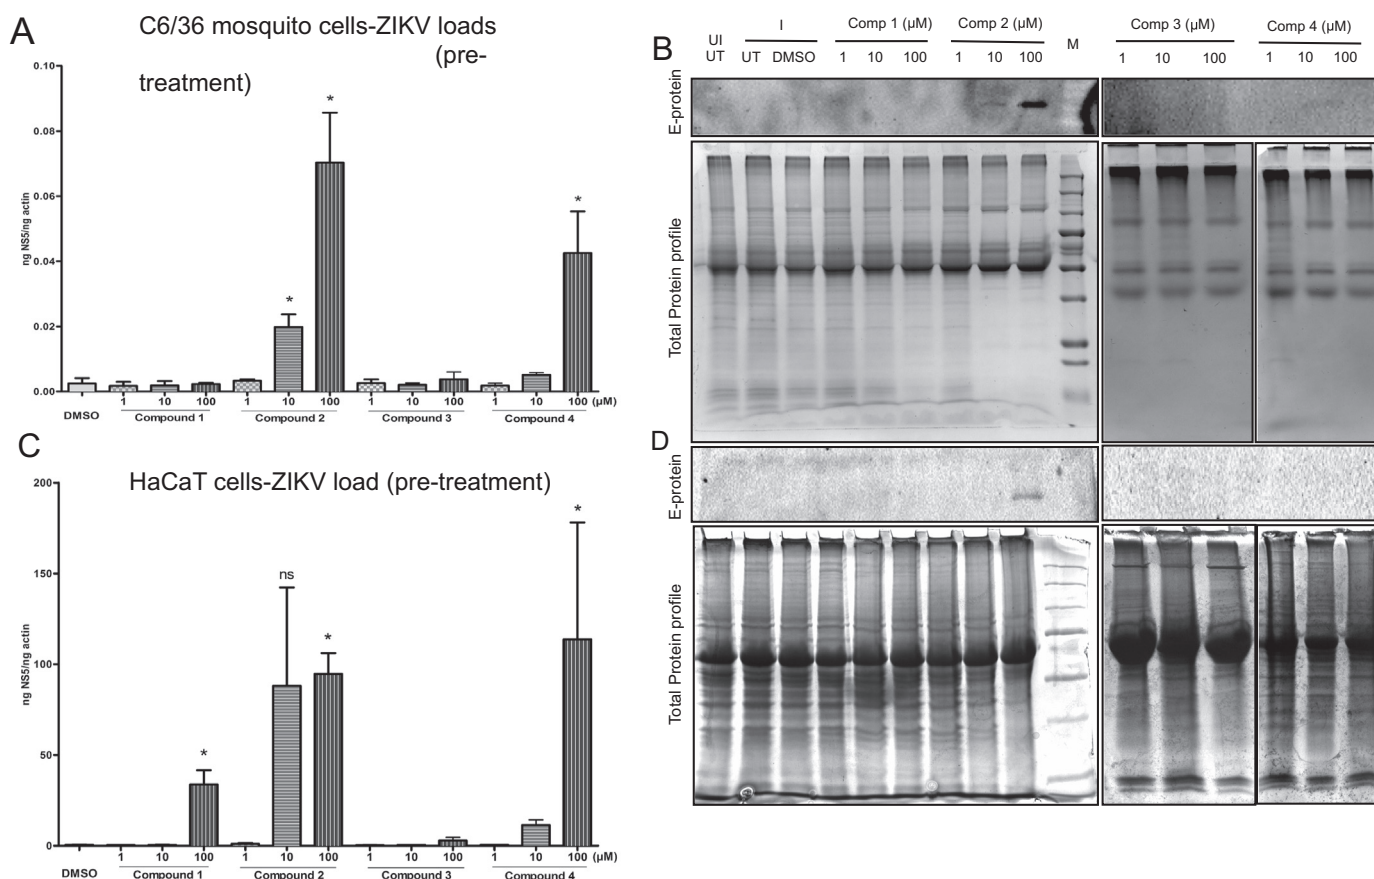 A
C6/36 mosquito cells-ZIKV loads
(pre-
treatment)
ng NS5/ng actin
0.10
0.08
0.06
0.04
0.02
0.00
*
*
*
1 10 100 1 10 100 1 10 100 1 10 100 (μM)
DMSO Compound 1 Compound 2 Compound 3 Compound 4
B
UI I Comp 1 (μM) Comp 2 (μM) M Comp 3 (μM) Comp 4 (μM)
UT UT DMSO 1 10 100 1 10 100 1 10 100 1 10 100
E-protein
Total Protein profile
C
HaCaT cells-ZIKV load (pre-treatment)
ng NS5/ng actin
200
150
100
50
0
*
ns
*
*
1 10 100 1 10 100 1 10 100 1 10 100 (μM)
DMSO Compound 1 Compound 2 Compound 3 Compound 4
D
E-protein
Total Protein profile